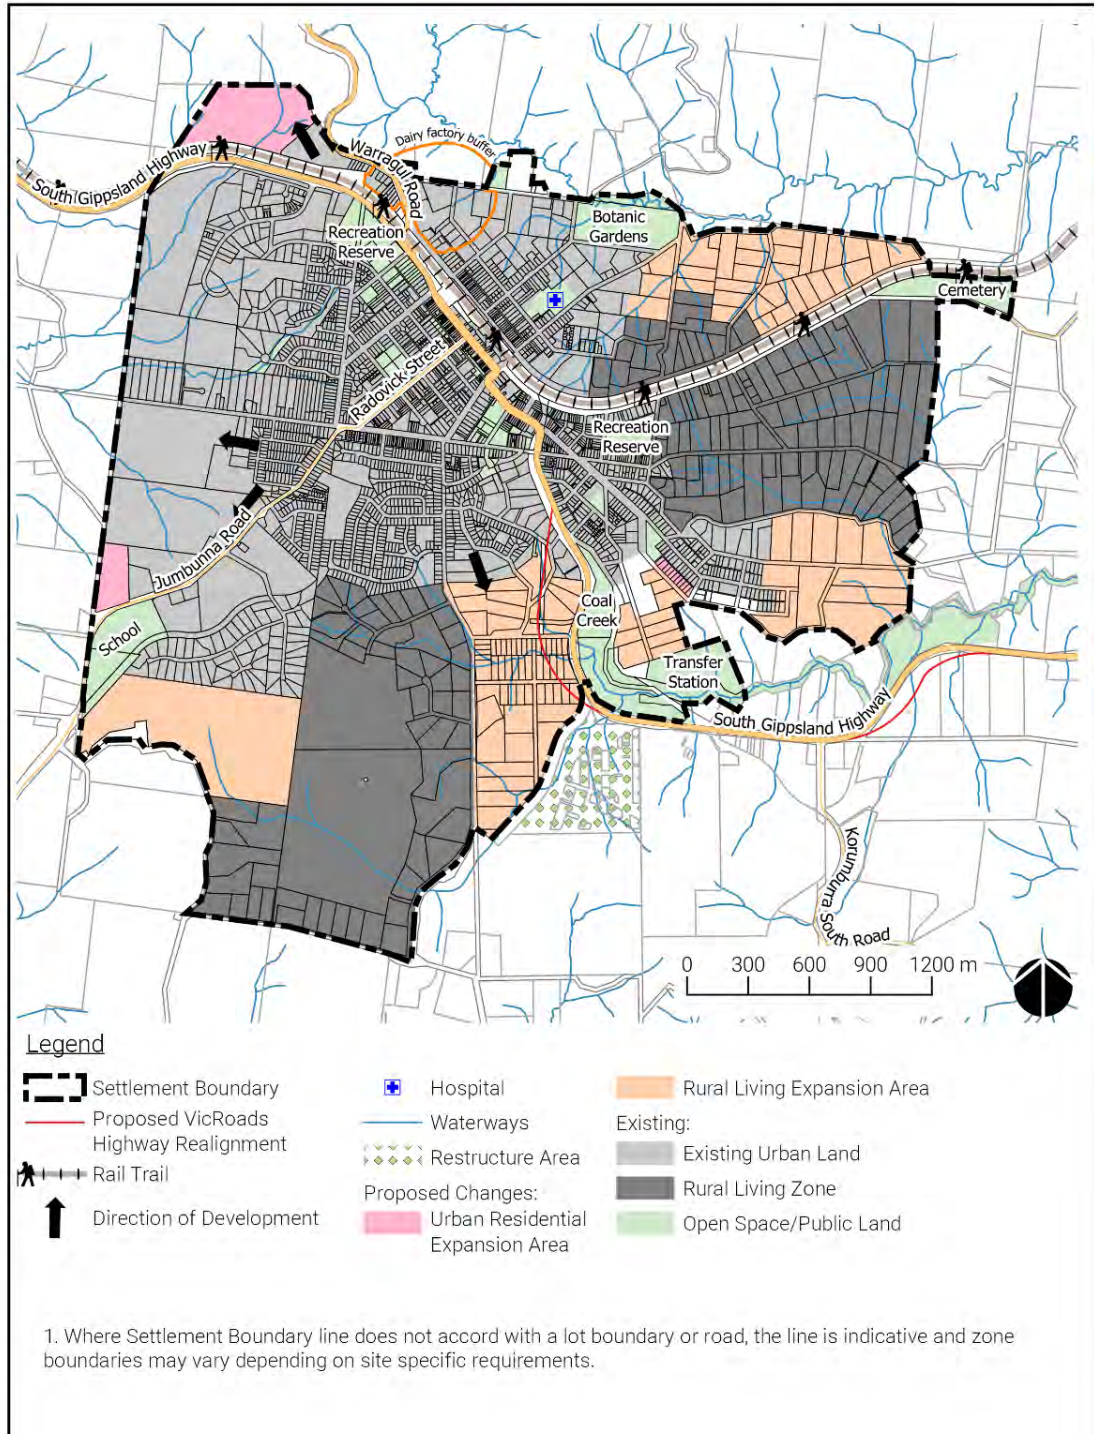 Dairy factory buffer
Warragul Road
South Gippsland Highway
Recreation
Reserve
Botanic
Gardens
Cemetery
Radovick Street
Recreation
Reserve
Jumbunna Road
School
Coal
Creek
Transfer
Station
South Gippsland Highway
Korumburra South Road
0 300 600 900 1200 m
Legend
Settlement Boundary
Proposed VicRoads
Highway Realignment
Rail Trail
Direction of Development
Hospital
Waterways
Restructure Area
Proposed Changes:
Urban Residential
Expansion Area
Rural Living Expansion Area
Existing:
Existing Urban Land
Rural Living Zone
Open Space/Public Land
1. Where Settlement Boundary line does not accord with a lot boundary or road, the line is indicative and zone
boundaries may vary depending on site specific requirements.